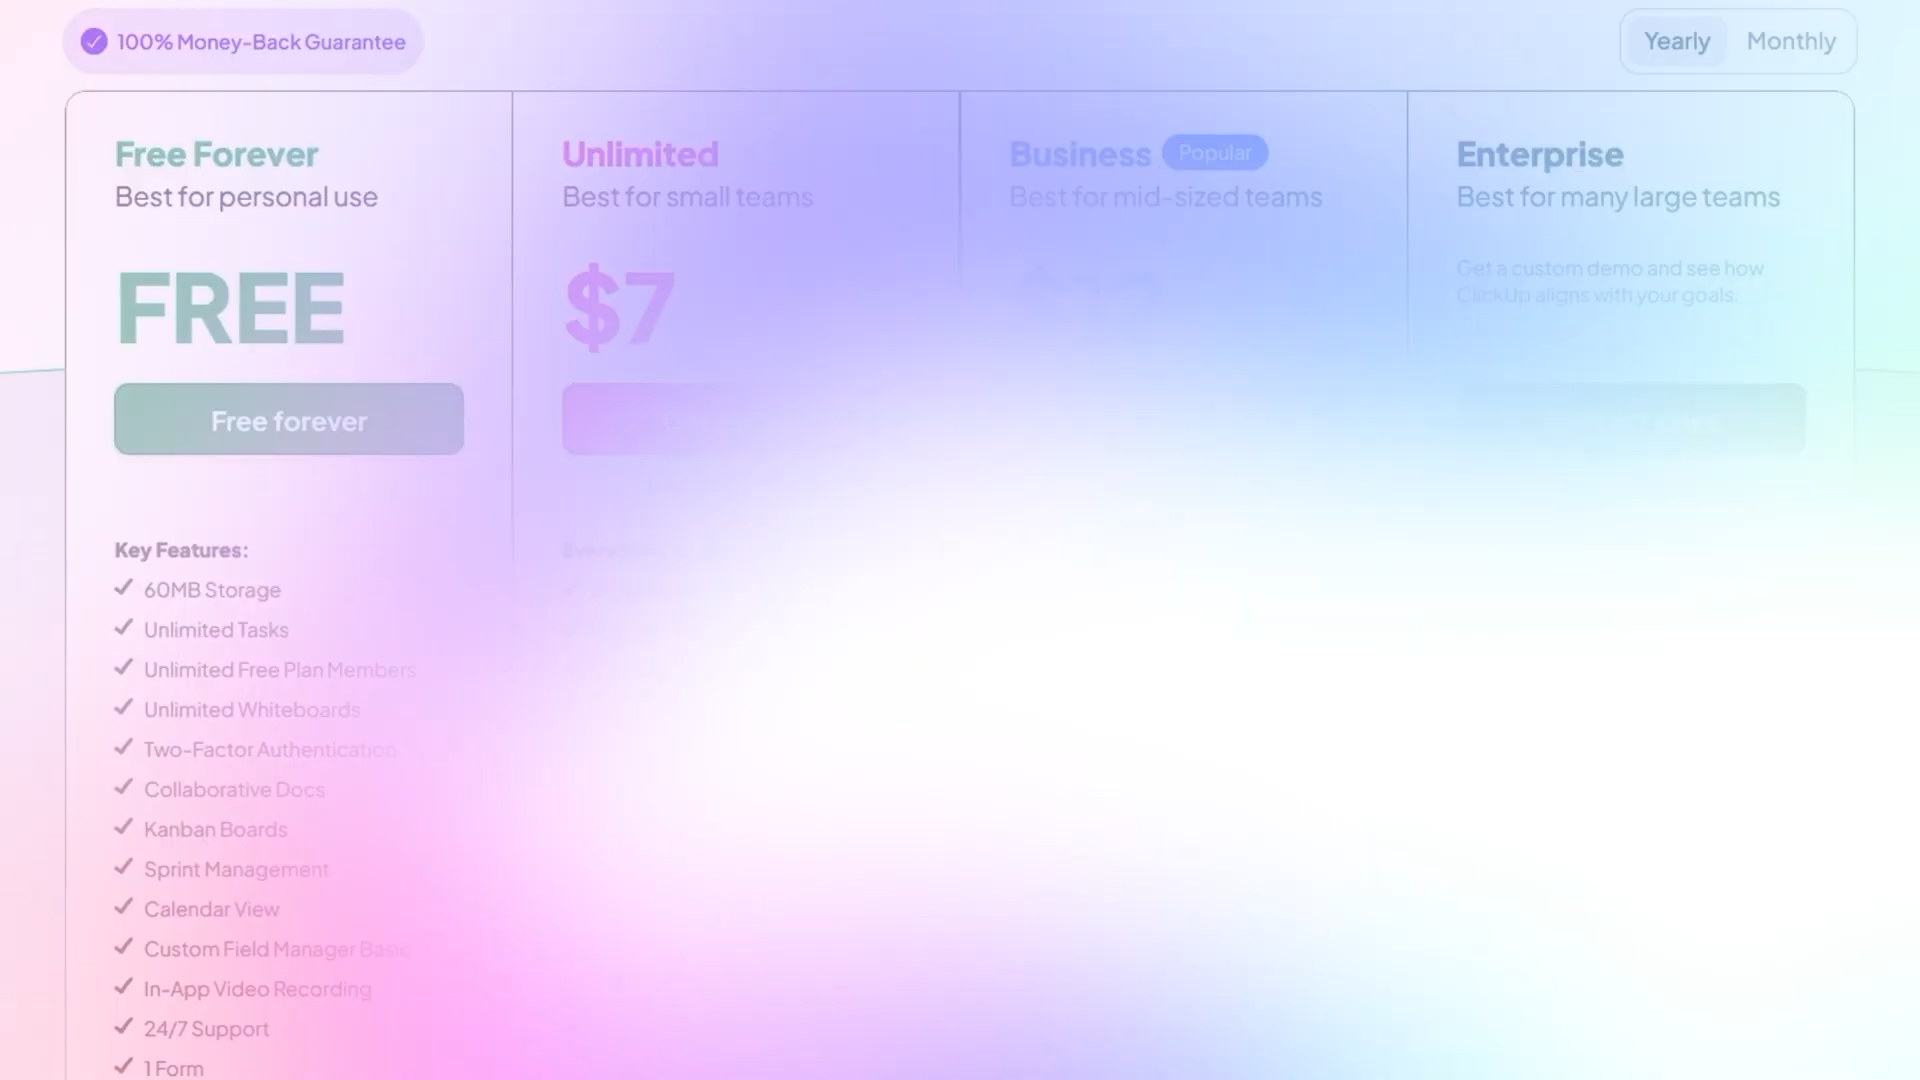 100% Money-Back Guarantee
Yearly Monthly
Free Forever
Best for personal use
FREE
Free forever
Key Features:
60MB Storage
Unlimited Tasks
Unlimited Free Plan Members
Unlimited Whiteboards
Two-Factor Authentication
Collaborative Docs
Kanban Boards
Sprint Management
Calendar View
Custom Field Manager Basic
In-App Video Recording
24/7 Support
1 Form
Unlimited
Best for small teams
$7
Business Popular
Best for mid-sized teams
$12
Enterprise
Best for many large teams
Get a custom demo and see how
ClickUp aligns with your goals.